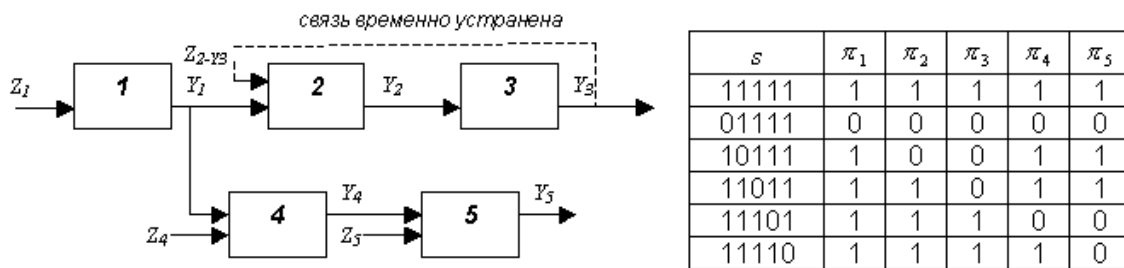 связь временно устранена
Z₁ 1 Y₁ Z₂₋Y₃ 2 Y₂ 3 Y₃
Z₄ 4 Y₄ Z₅ 5 Y₅
s π₁ π₂ π₃ π₄ π₅
11111 1 1 1 1 1
01111 0 0 0 0 0
10111 1 0 0 1 1
11011 1 1 0 1 1
11101 1 1 1 0 0
11110 1 1 1 1 0